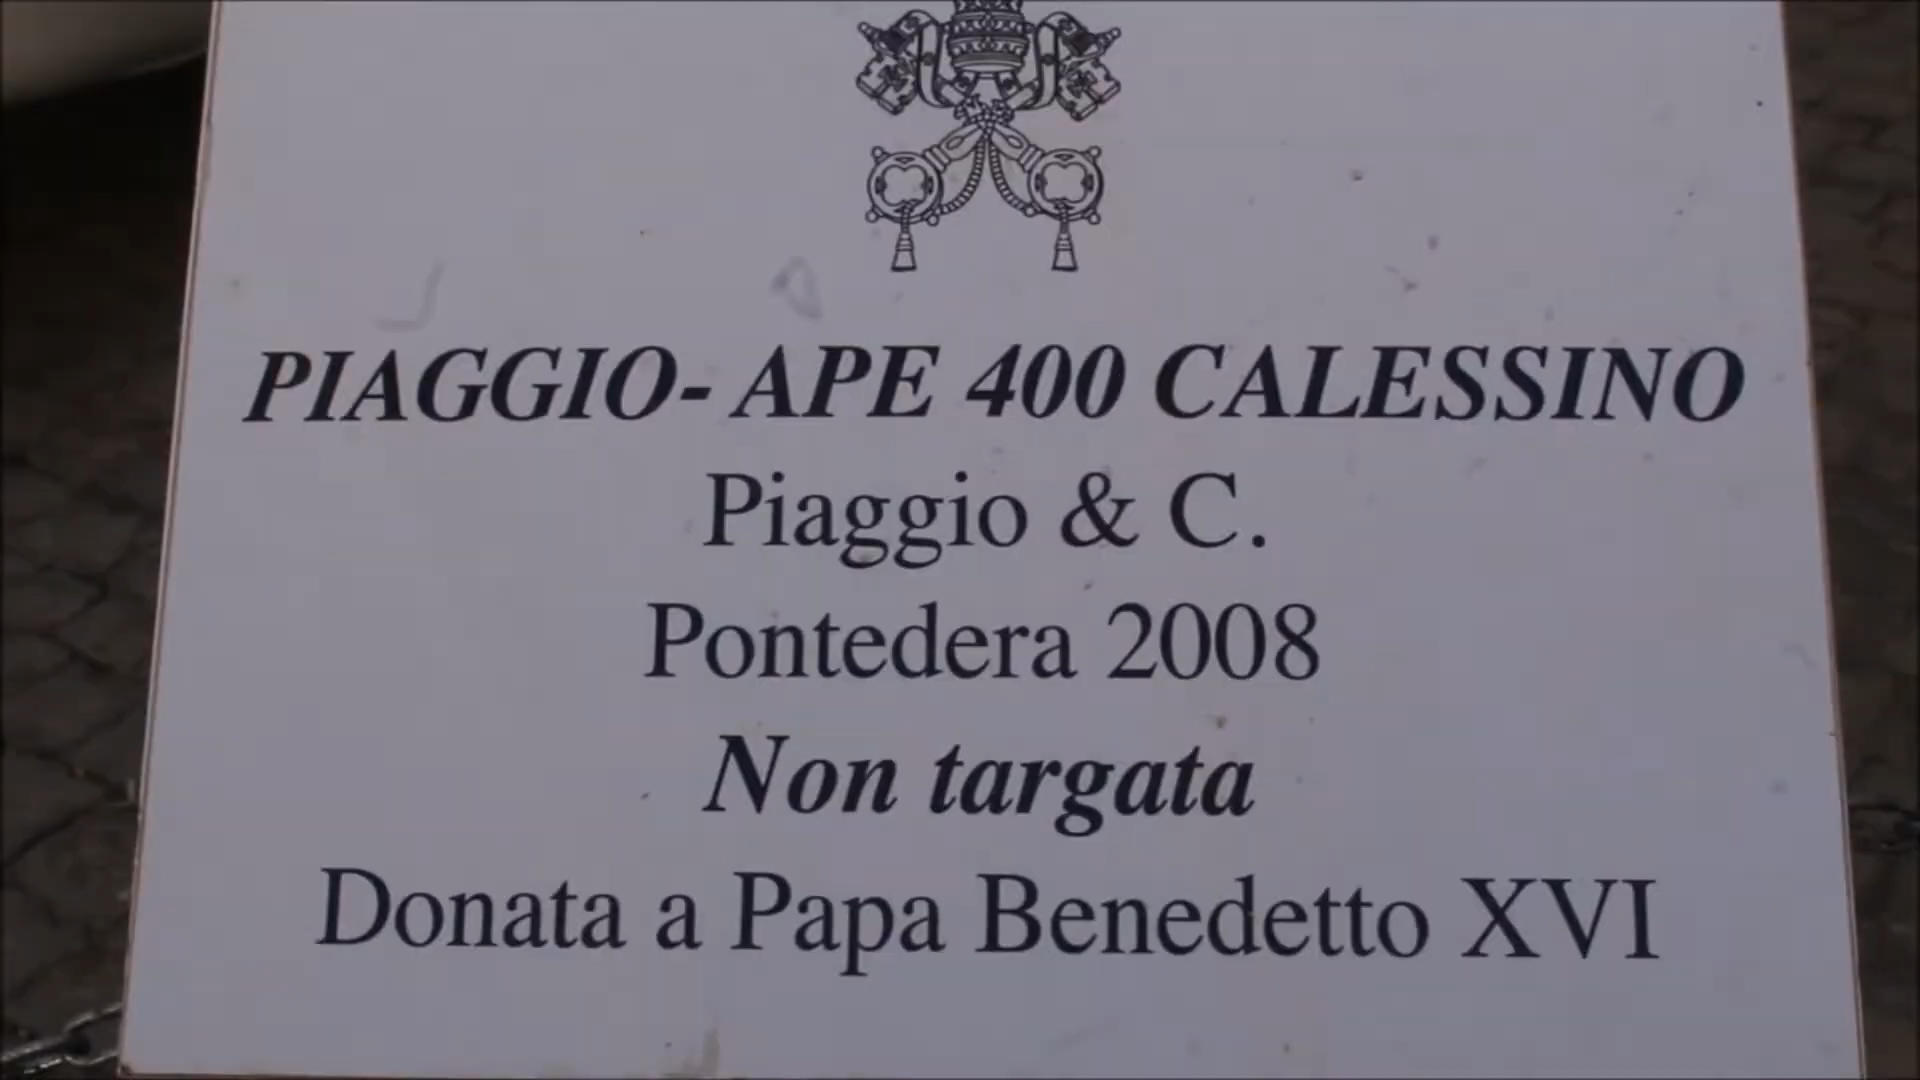 PIAGGIO- APE 400 CALESSINO
Piaggio & C.
Pontedera 2008
Non targata
Donata a Papa Benedetto XVI